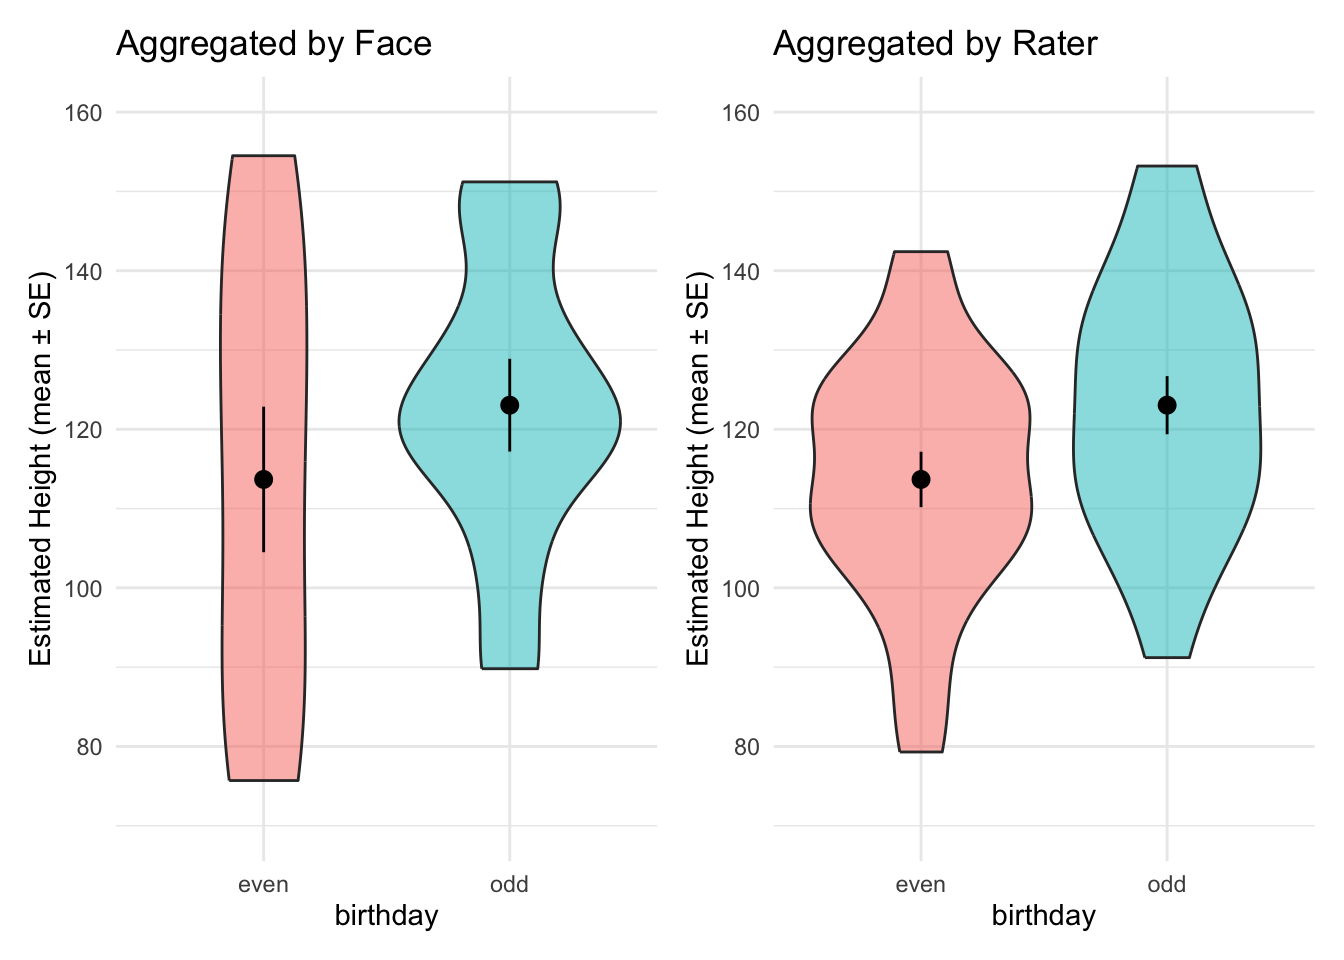 Aggregated by Face
Estimated Height (mean ± SE)
160
140
120
100
80
even odd
birthday
Aggregated by Rater
Estimated Height (mean ± SE)
160
140
120
100
80
even odd
birthday